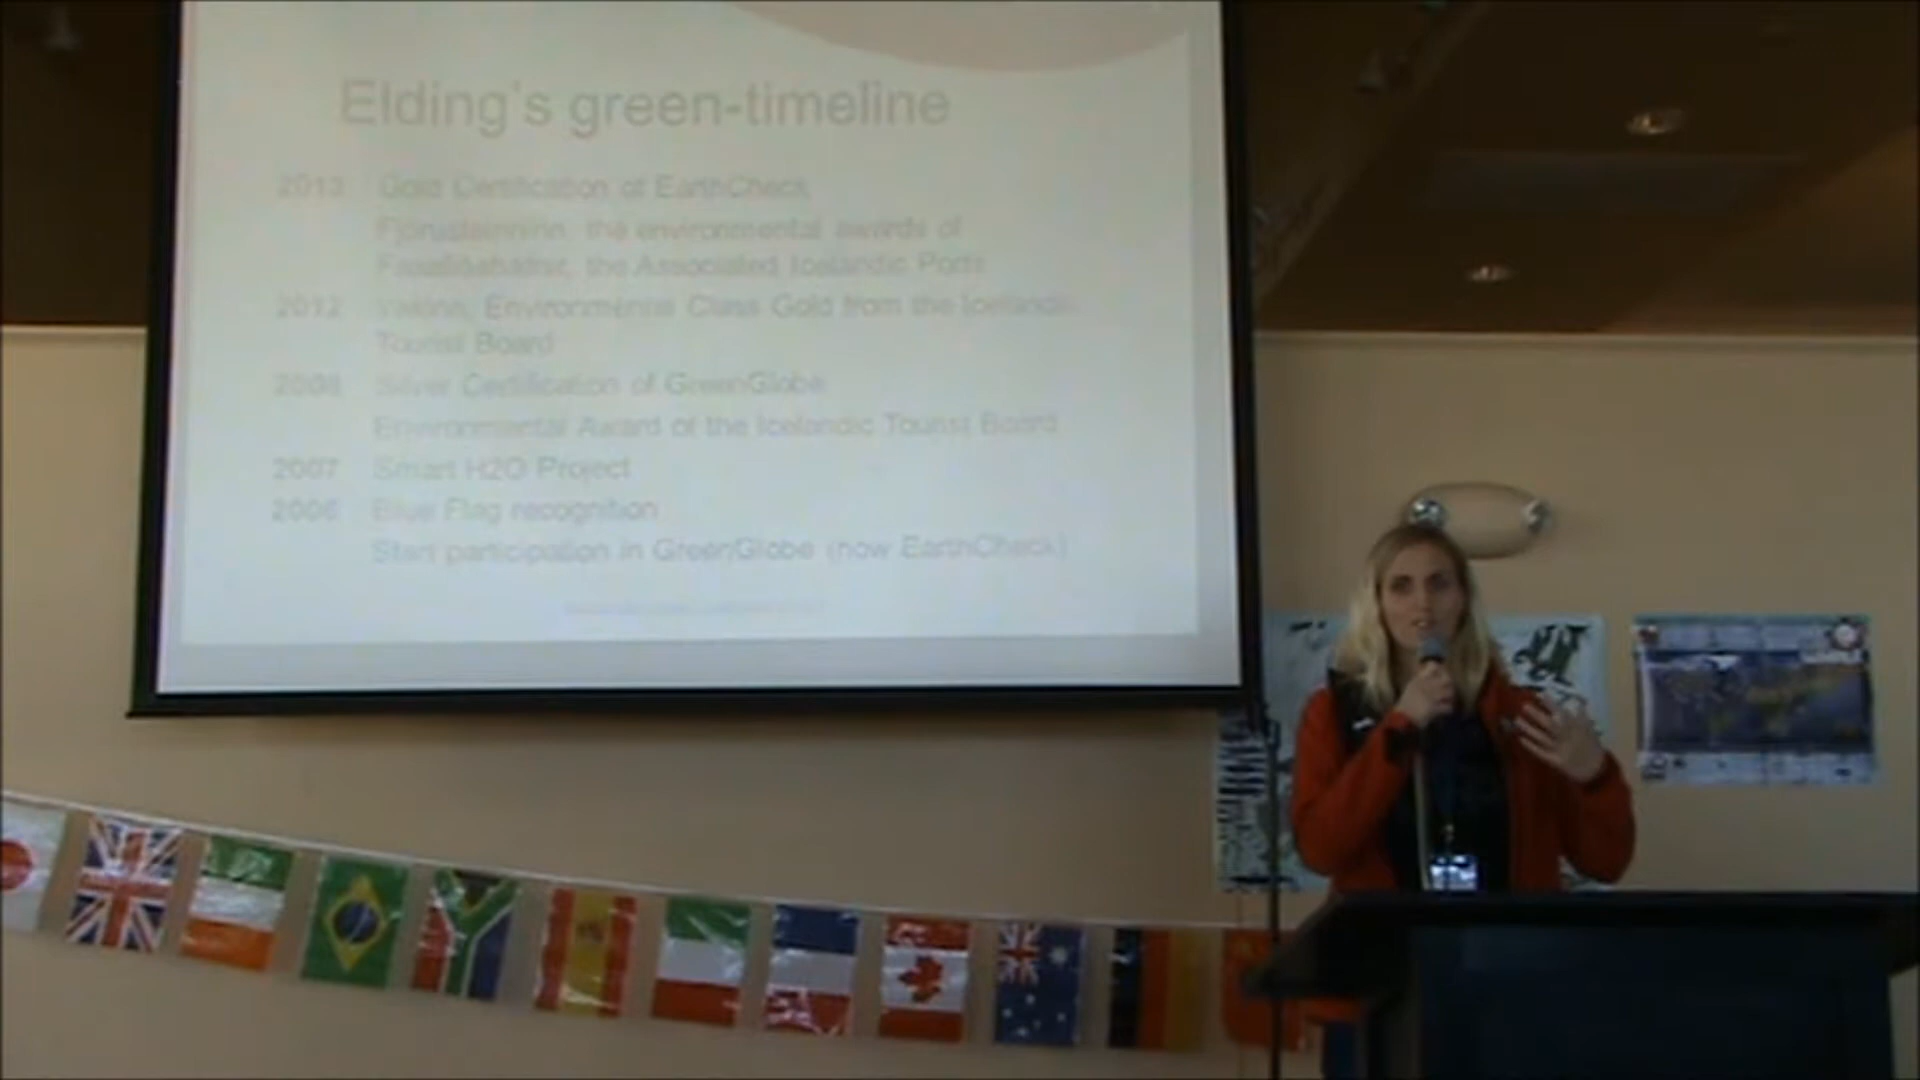 Elding's green-timeline
2013 Gold Certification of EarthCheck
the environmental awards of
the Associated Icelandic Ports
2012 Vakinn, Environmental Class Gold from the Icelandic
Tourist Board
2008 Silver Certification of GreenGlobe
Environmental Award of the Icelandic Tourist Board
2007 Smart H2O Project
2006 Blue Flag recognition
Start participation in GreenGlobe (now EarthCheck)